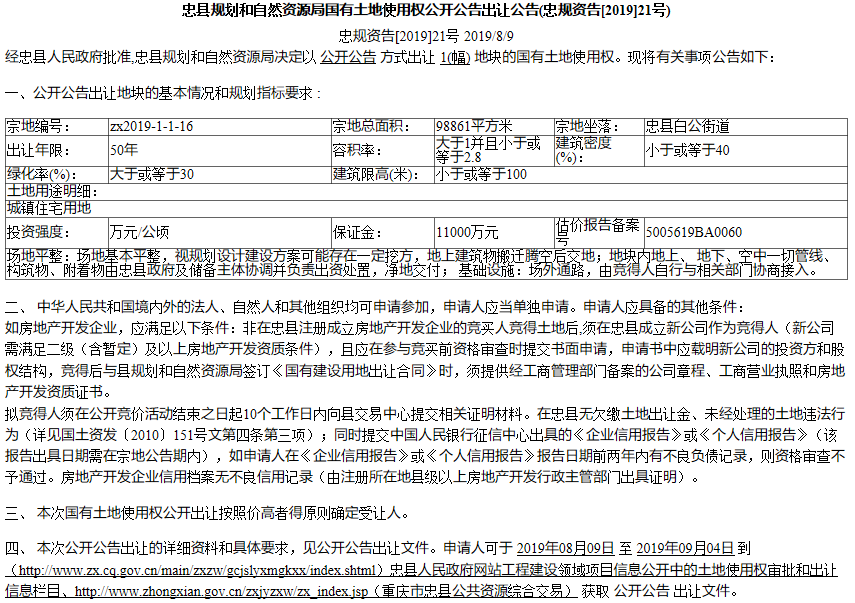 忠县规划和自然资源局国有土地使用权公开公告出让公告(忠规资告[2019]21号)
忠规资告[2019]21号 2019/8/9
经忠县人民政府批准,忠县规划和自然资源局决定以 公开公告 方式出让 1(幅) 地块的国有土地使用权。现将有关事项公告如下：
一、公开公告出让地块的基本情况和规划指标要求：
宗地编号： zx2019-1-1-16 宗地总面积： 98861平方米 宗地坐落： 忠县白公街道
出让年限： 50年 容积率： 大于1并且小于或等于2.8 建筑密度(%)： 小于或等于40
绿化率(%)： 大于或等于30 建筑限高(米)： 小于或等于100
土地用途明细：
城镇住宅用地
投资强度： 万元/公顷 保证金： 11000万元 估价报告备案号 5005619BA0060
场地平整：场地基本平整，视规划设计建设方案可能存在一定挖方，地上建筑物搬迁腾空后交地；地块内地上、 地下、空中一切管线、
构筑物、附着物由忠县政府及储备主体协调并负责出资处置，净地交付； 基础设施：场外通路，由竞得人自行与相关部门协商接入。
二、 中华人民共和国境内外的法人、自然人和其他组织均可申请参加，申请人应当单独申请。申请人应具备的其他条件：
如房地产开发企业，应满足以下条件：非在忠县注册成立房地产开发企业的竞买人竞得土地后,须在忠县成立新公司作为竞得人（新公司
需满足二级（含暂定）及以上房地产开发资质条件），且应在参与竞买前资格审查时提交书面申请，申请书中应载明新公司的投资方和股
权结构，竞得后与县规划和自然资源局签订《国有建设用地出让合同》时，须提供经工商管理部门备案的公司章程、工商营业执照和房地
产开发资质证书。
拟竞得人须在公开竞价活动结束之日起10个工作日内向县交易中心提交相关证明材料。在忠县无欠缴土地出让金、未经处理的土地违法行
为（详见国土资发〔2010〕151号文第四条第三项）；同时提交中国人民银行征信中心出具的《企业信用报告》或《个人信用报告》（该
报告出具日期需在宗地公告期内），如申请人在《企业信用报告》或《个人信用报告》报告日期前两年内有不良负债记录，则资格审查不
予通过。房地产开发企业信用档案无不良信用记录（由注册所在地县级以上房地产开发行政主管部门出具证明）。
三、 本次国有土地使用权公开出让按照价高者得原则确定受让人。
四、 本次公开公告出让的详细资料和具体要求，见公开公告出让文件。申请人可于 2019年08月09日 至 2019年09月04日 到
（http://www.zx.cq.gov.cn/main/zxzw/gcjslyxmgkxx/index.shtml）忠县人民政府网站工程建设领域项目信息公开中的土地使用权审批和出让
信息栏目、http://www.zhongxian.gov.cn/zxjyzxw/zx_index.jsp（重庆市忠县公共资源综合交易） 获取 公开公告 出让文件。